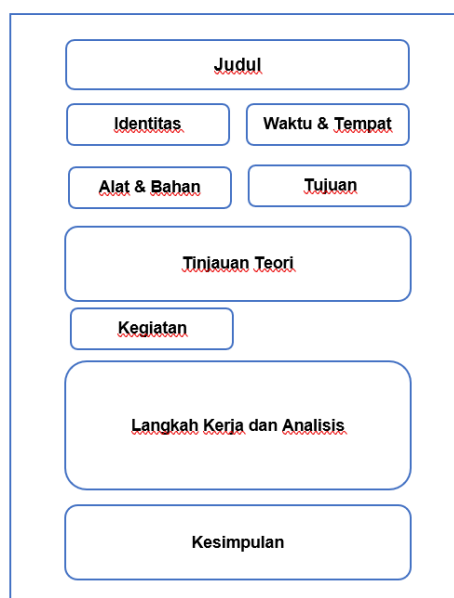 Judul
Identitas
Waktu & Tempat
Alat & Bahan
Tujuan
Tinjauan Teori
Kegiatan
Langkah Kerja dan Analisis
Kesimpulan